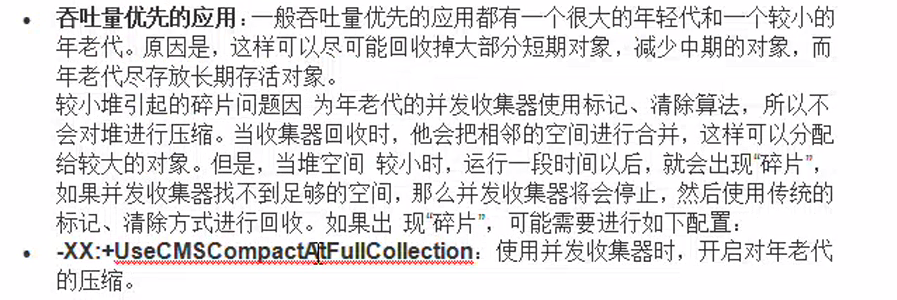 • 吞吐量优先的应用：一般吞吐量优先的应用都有一个很大的年轻代和一个较小的
年老代。原因是，这样可以尽可能回收掉大部分短期对象，减少中期的对象，而
年老代尽存放长期存活对象。
较小堆引起的碎片问题因 为年老代的并发收集器使用标记、清除算法，所以不
会对堆进行压缩。当收集器回收时，他会把相邻的空间进行合并，这样可以分配
给较大的对象。但是，当堆空间 较小时，运行一段时间以后，就会出现“碎片”，
如果并发收集器找不到足够的空间，那么并发收集器将会停止，然后使用传统的
标记、清除方式进行回收。如果出 现“碎片”，可能需要进行如下配置：
• -XX:+UseCMSCompactAtFullCollection：使用并发收集器时，开启对年老代
的压缩。